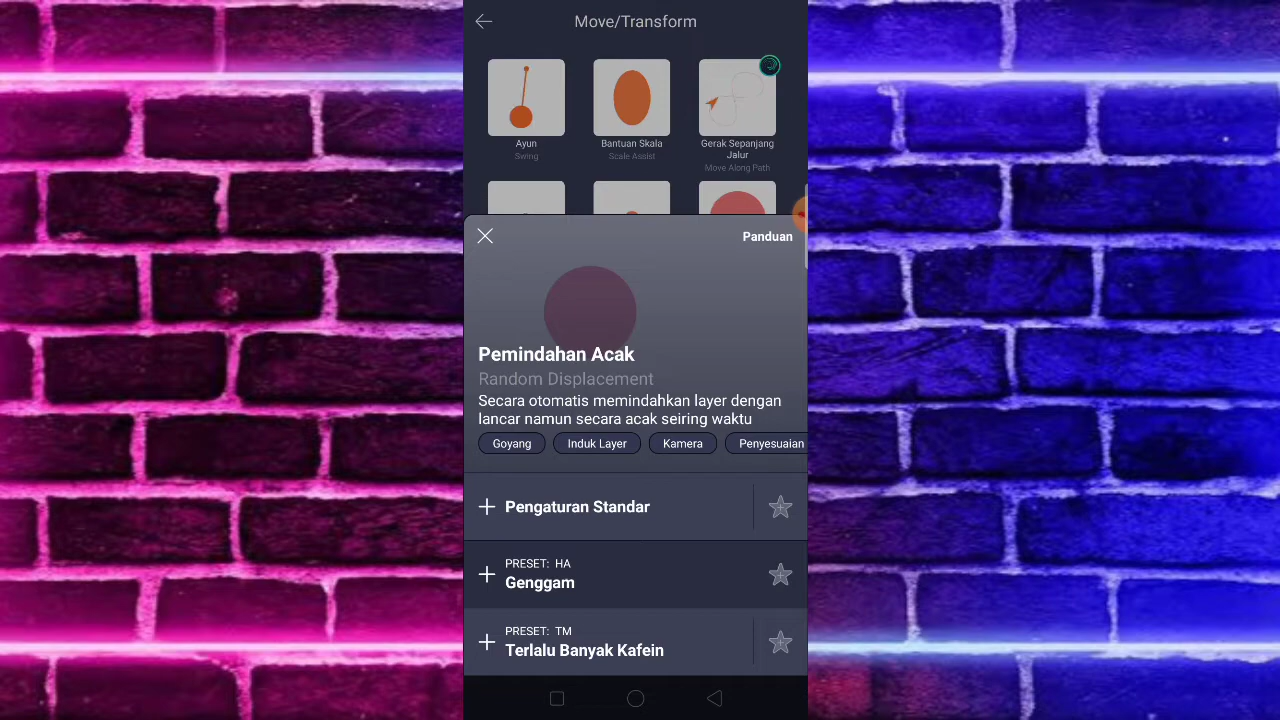 Move/Transform
Ayun
Swing
Bantuan Skala
Scale Assist
Gerak Sepanjang
Jalur
Move Along Path
Panduan
Pemindahan Acak
Random Displacement
Secara otomatis memindahkan layer dengan
lancar namun secara acak seiring waktu
Goyang
Induk Layer
Kamera
Penyesuaian
Pengaturan Standar
PRESET: HA
Genggam
PRESET: TM
Terlalu Banyak Kafein